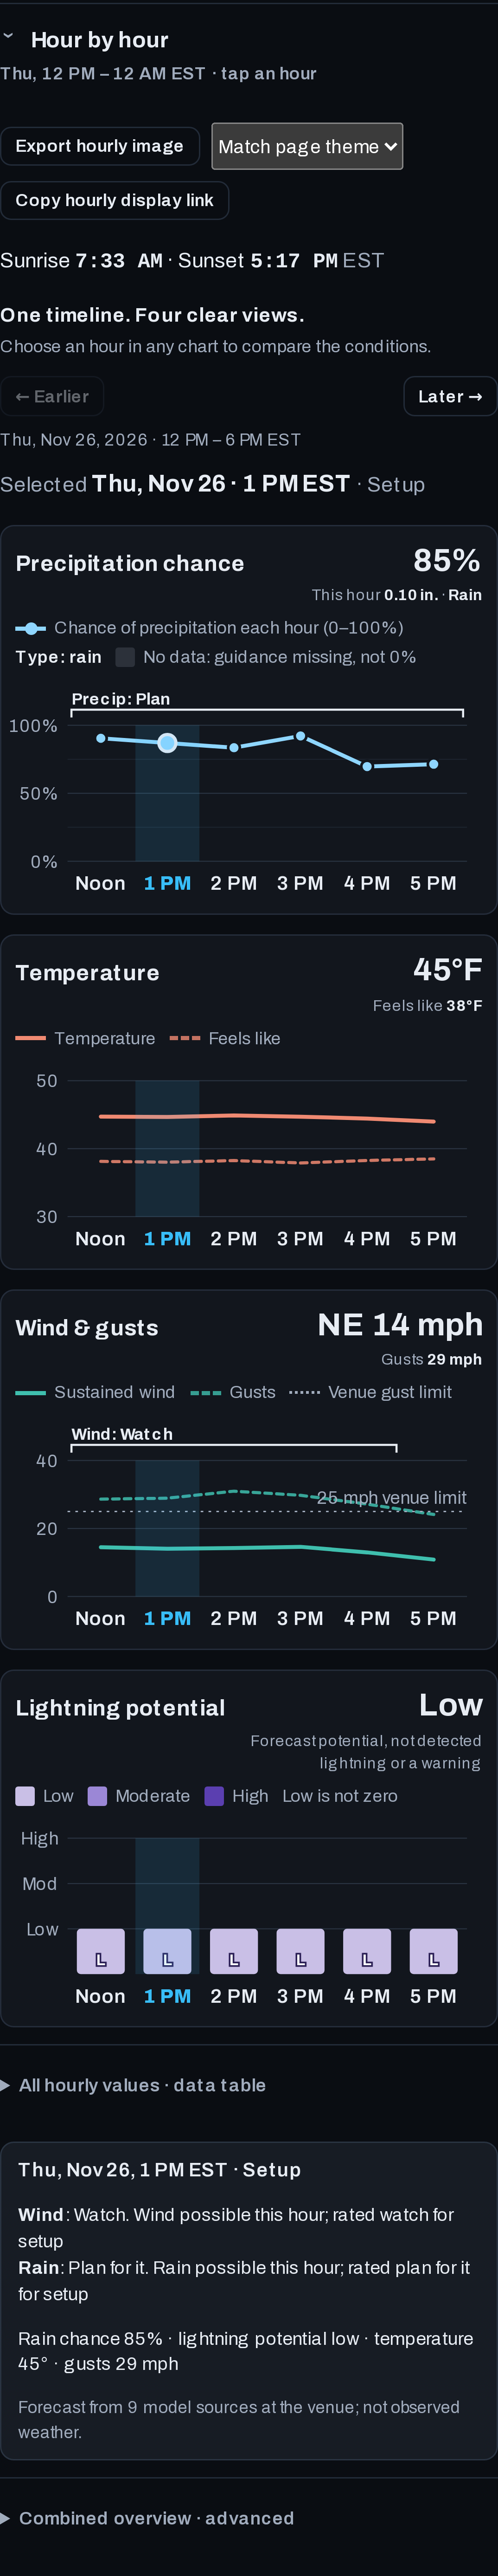 Hour by hour
Thu, 12 PM – 12 AM EST · tap an hour
Export hourly image
Match page theme
Copy hourly display link
Sunrise 7:33 AM · Sunset 5:17 PM EST
One timeline. Four clear views.
Choose an hour in any chart to compare the conditions.
← Earlier
Later →
Thu, Nov 26, 2026 · 12 PM – 6 PM EST
Selected Thu, Nov 26 · 1 PM EST · Setup
Precipitation chance
85%
This hour 0.10 in. · Rain
Chance of precipitation each hour (0–100%)
Type: rain No data: guidance missing, not 0%
Precip: Plan
100%
50%
0%
Noon 1 PM 2 PM 3 PM 4 PM 5 PM
Temperature
45°F
Feels like 38°F
Temperature Feels like
50
40
30
Noon 1 PM 2 PM 3 PM 4 PM 5 PM
Wind & gusts
NE 14 mph
Gusts 29 mph
Sustained wind Gusts Venue gust limit
Wind: Watch
40
25 mph venue limit
20
0
Noon 1 PM 2 PM 3 PM 4 PM 5 PM
Lightning potential
Low
Forecast potential, not detected
lightning or a warning
Low Moderate High Low is not zero
High
Mod
Low
L L L L L L
Noon 1 PM 2 PM 3 PM 4 PM 5 PM
All hourly values · data table
Thu, Nov 26, 1 PM EST · Setup
Wind: Watch. Wind possible this hour; rated watch for
setup
Rain: Plan for it. Rain possible this hour; rated plan for it
for setup
Rain chance 85% · lightning potential low · temperature
45° · gusts 29 mph
Forecast from 9 model sources at the venue; not observed
weather.
Combined overview · advanced